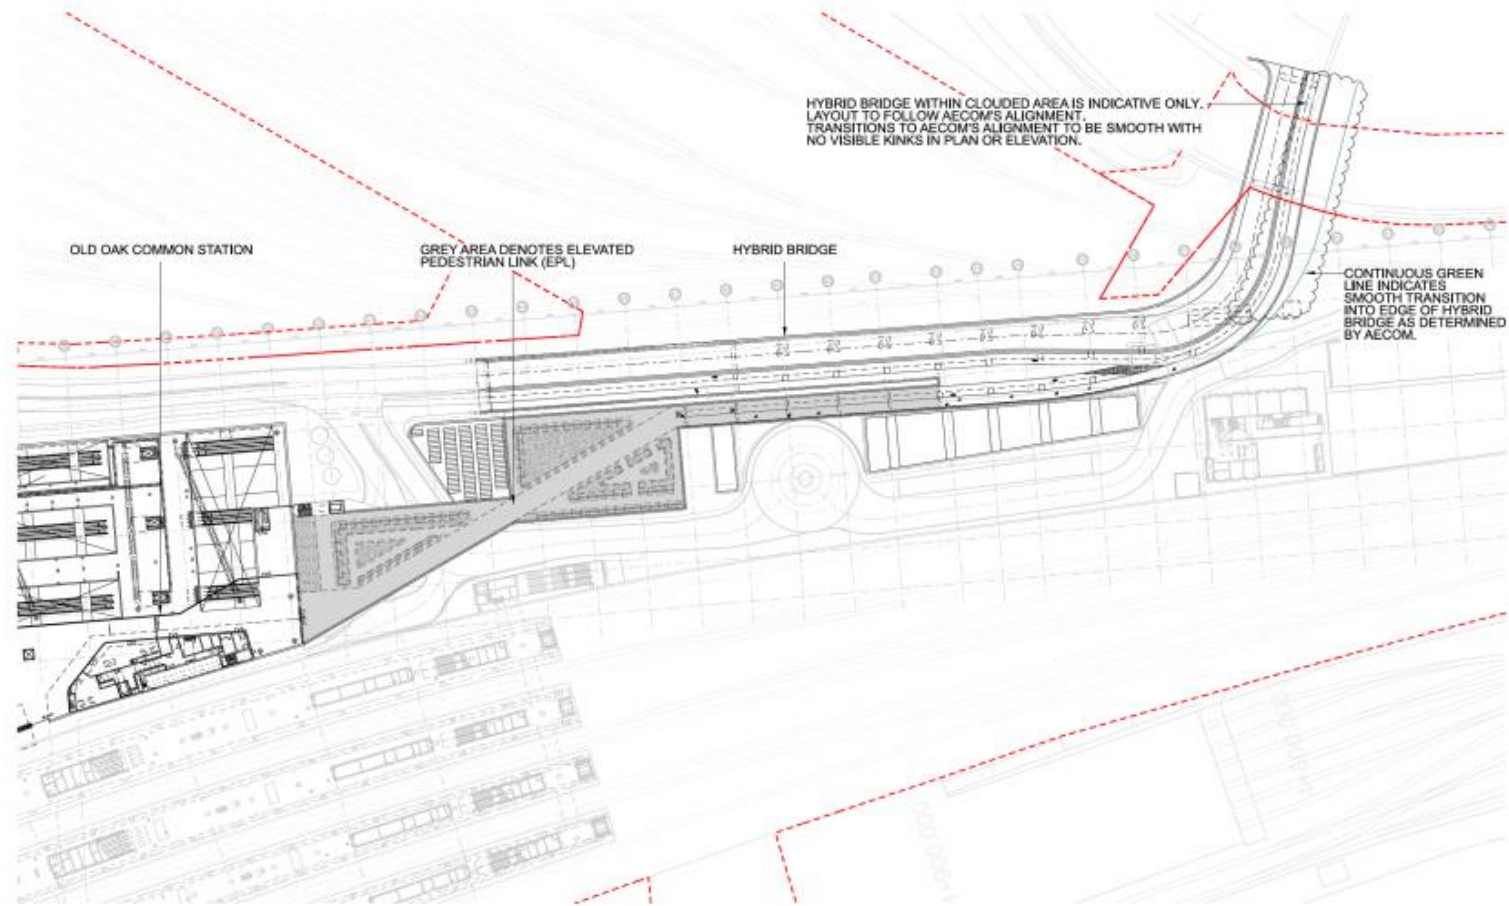 HYBRID BRIDGE WITHIN CLOUDED AREA IS INDICATIVE ONLY.
LAYOUT TO FOLLOW AECOM'S ALIGNMENT.
TRANSITIONS TO AECOM'S ALIGNMENT TO BE SMOOTH WITH
NO VISIBLE KINKS IN PLAN OR ELEVATION.
OLD OAK COMMON STATION
GREY AREA DENOTES ELEVATED
PEDESTRIAN LINK (EPL)
HYBRID BRIDGE
CONTINUOUS GREEN
LINE INDICATES
SMOOTH TRANSITION
INTO EDGE OF HYBRID
BRIDGE AS DETERMINED
BY AECOM.